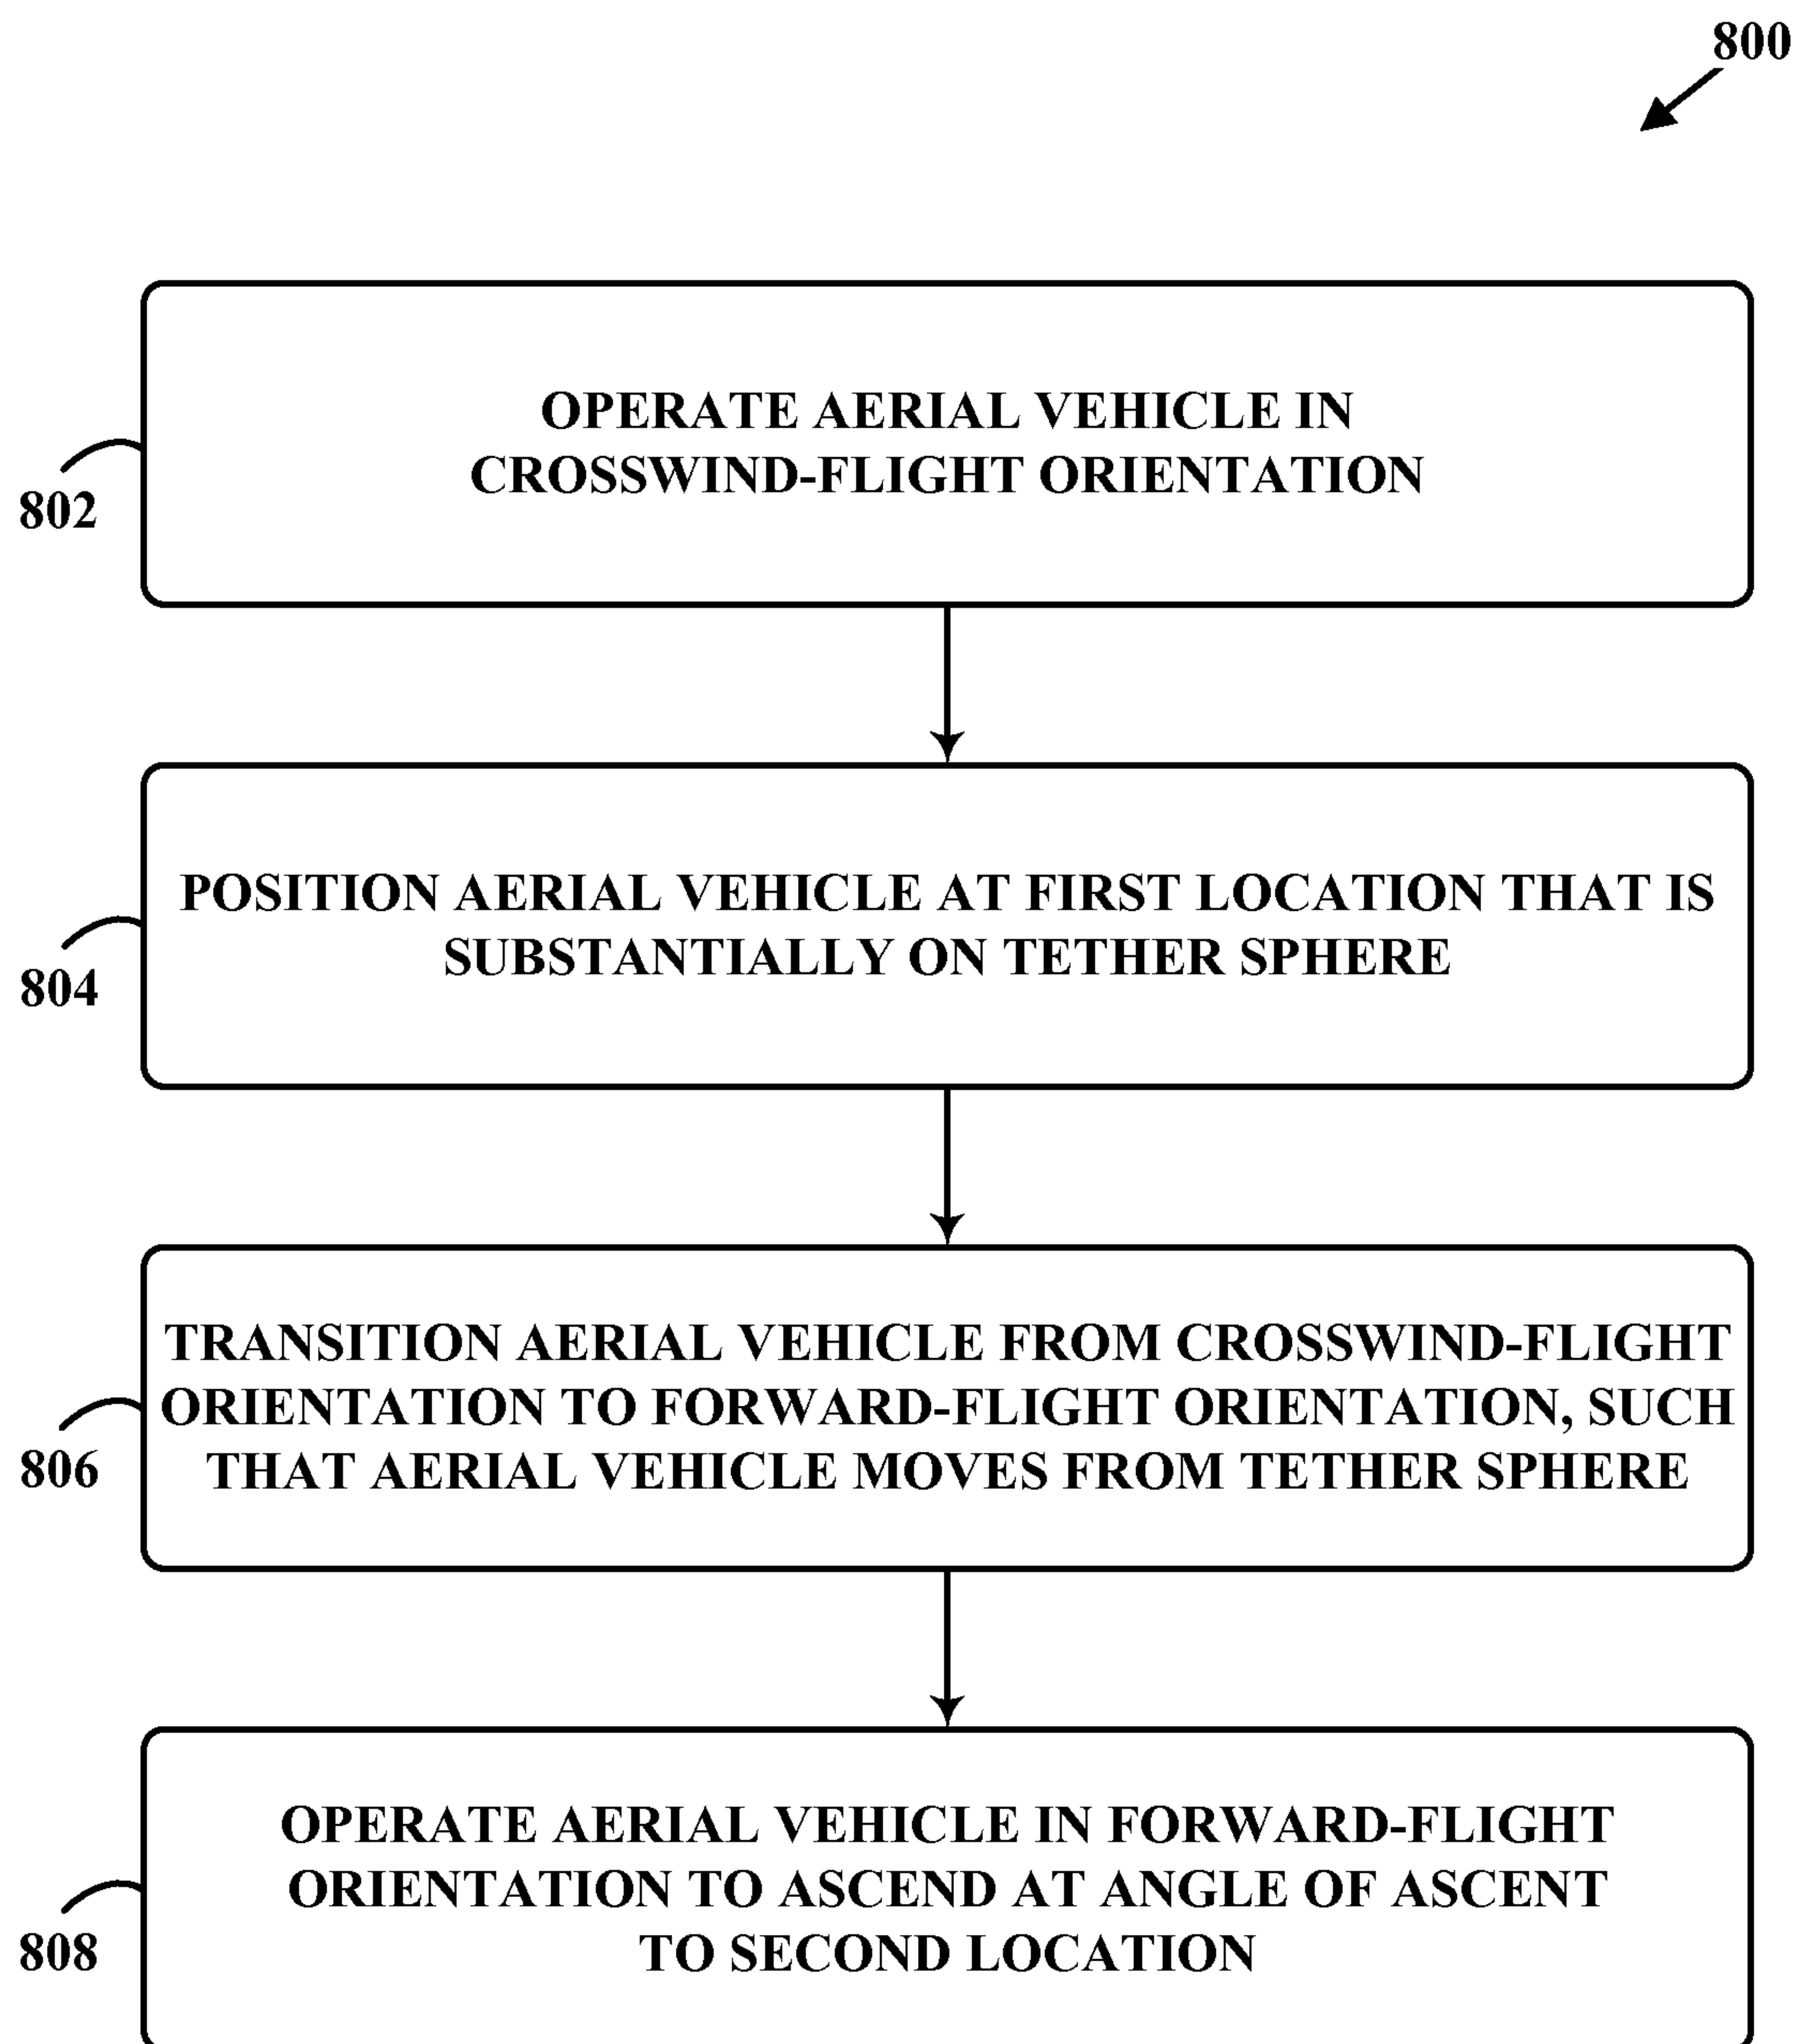 800
OPERATE AERIAL VEHICLE IN
CROSSWIND-FLIGHT ORIENTATION
802
POSITION AERIAL VEHICLE AT FIRST LOCATION THAT IS
SUBSTANTIALLY ON TETHER SPHERE
804
TRANSITION AERIAL VEHICLE FROM CROSSWIND-FLIGHT
ORIENTATION TO FORWARD-FLIGHT ORIENTATION, SUCH
THAT AERIAL VEHICLE MOVES FROM TETHER SPHERE
806
OPERATE AERIAL VEHICLE IN FORWARD-FLIGHT
ORIENTATION TO ASCEND AT ANGLE OF ASCENT
TO SECOND LOCATION
808